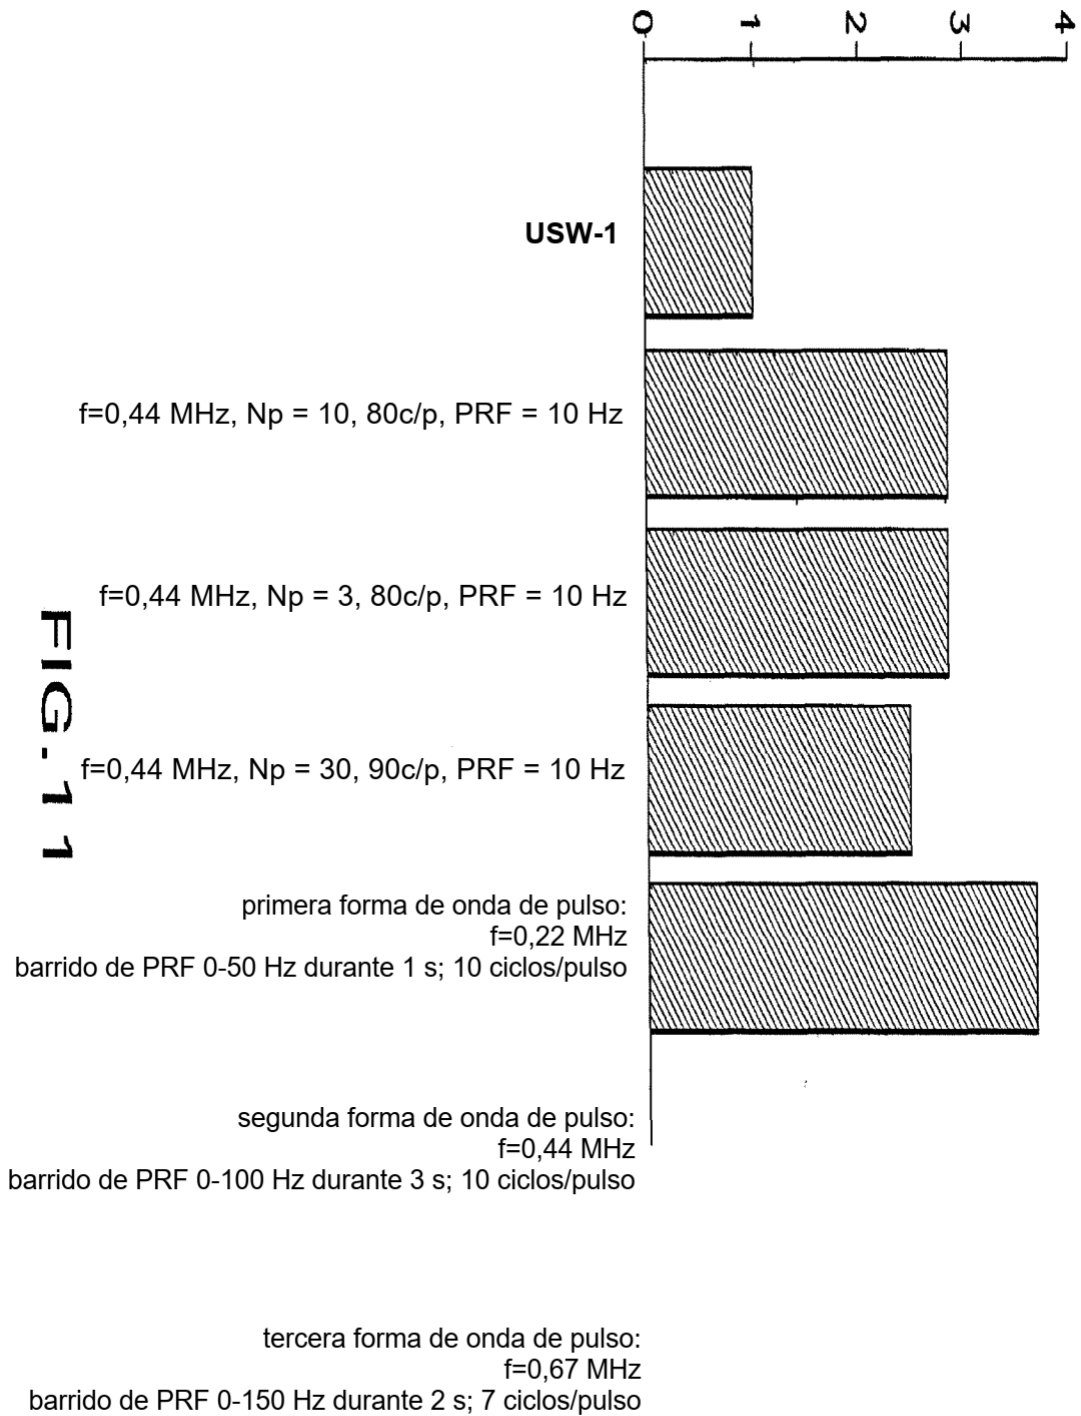 0 1 2 3 4
USW-1
f=0,44 MHz, Np = 10, 80c/p, PRF = 10 Hz
f=0,44 MHz, Np = 3, 80c/p, PRF = 10 Hz
f=0,44 MHz, Np = 30, 90c/p, PRF = 10 Hz
primera forma de onda de pulso:
f=0,22 MHz
barrido de PRF 0-50 Hz durante 1 s; 10 ciclos/pulso
segunda forma de onda de pulso:
f=0,44 MHz
barrido de PRF 0-100 Hz durante 3 s; 10 ciclos/pulso
tercera forma de onda de pulso:
f=0,67 MHz
barrido de PRF 0-150 Hz durante 2 s; 7 ciclos/pulso
FIG.11